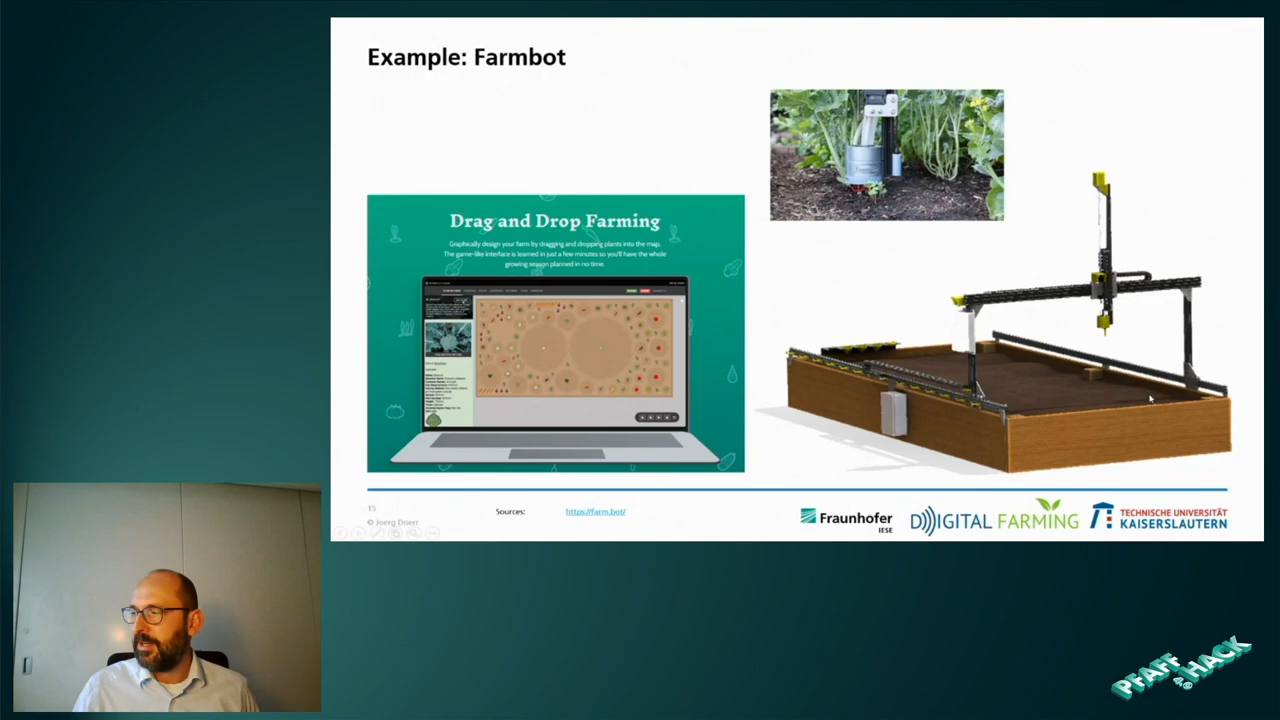 Example: Farmbot
Drag and Drop Farming
Graphically design your farm by dragging and dropping plants into the map.
The game-like interface is learned in just a few minutes so you'll have the whole
growing season planned in no time.
15
© Joerg Doerr
Sources:
https://farm.bot/
Fraunhofer
IESE
DIGITAL FARMING
TECHNISCHE UNIVERSITÄT
KAISERSLAUTERN
PFAFF
HACK